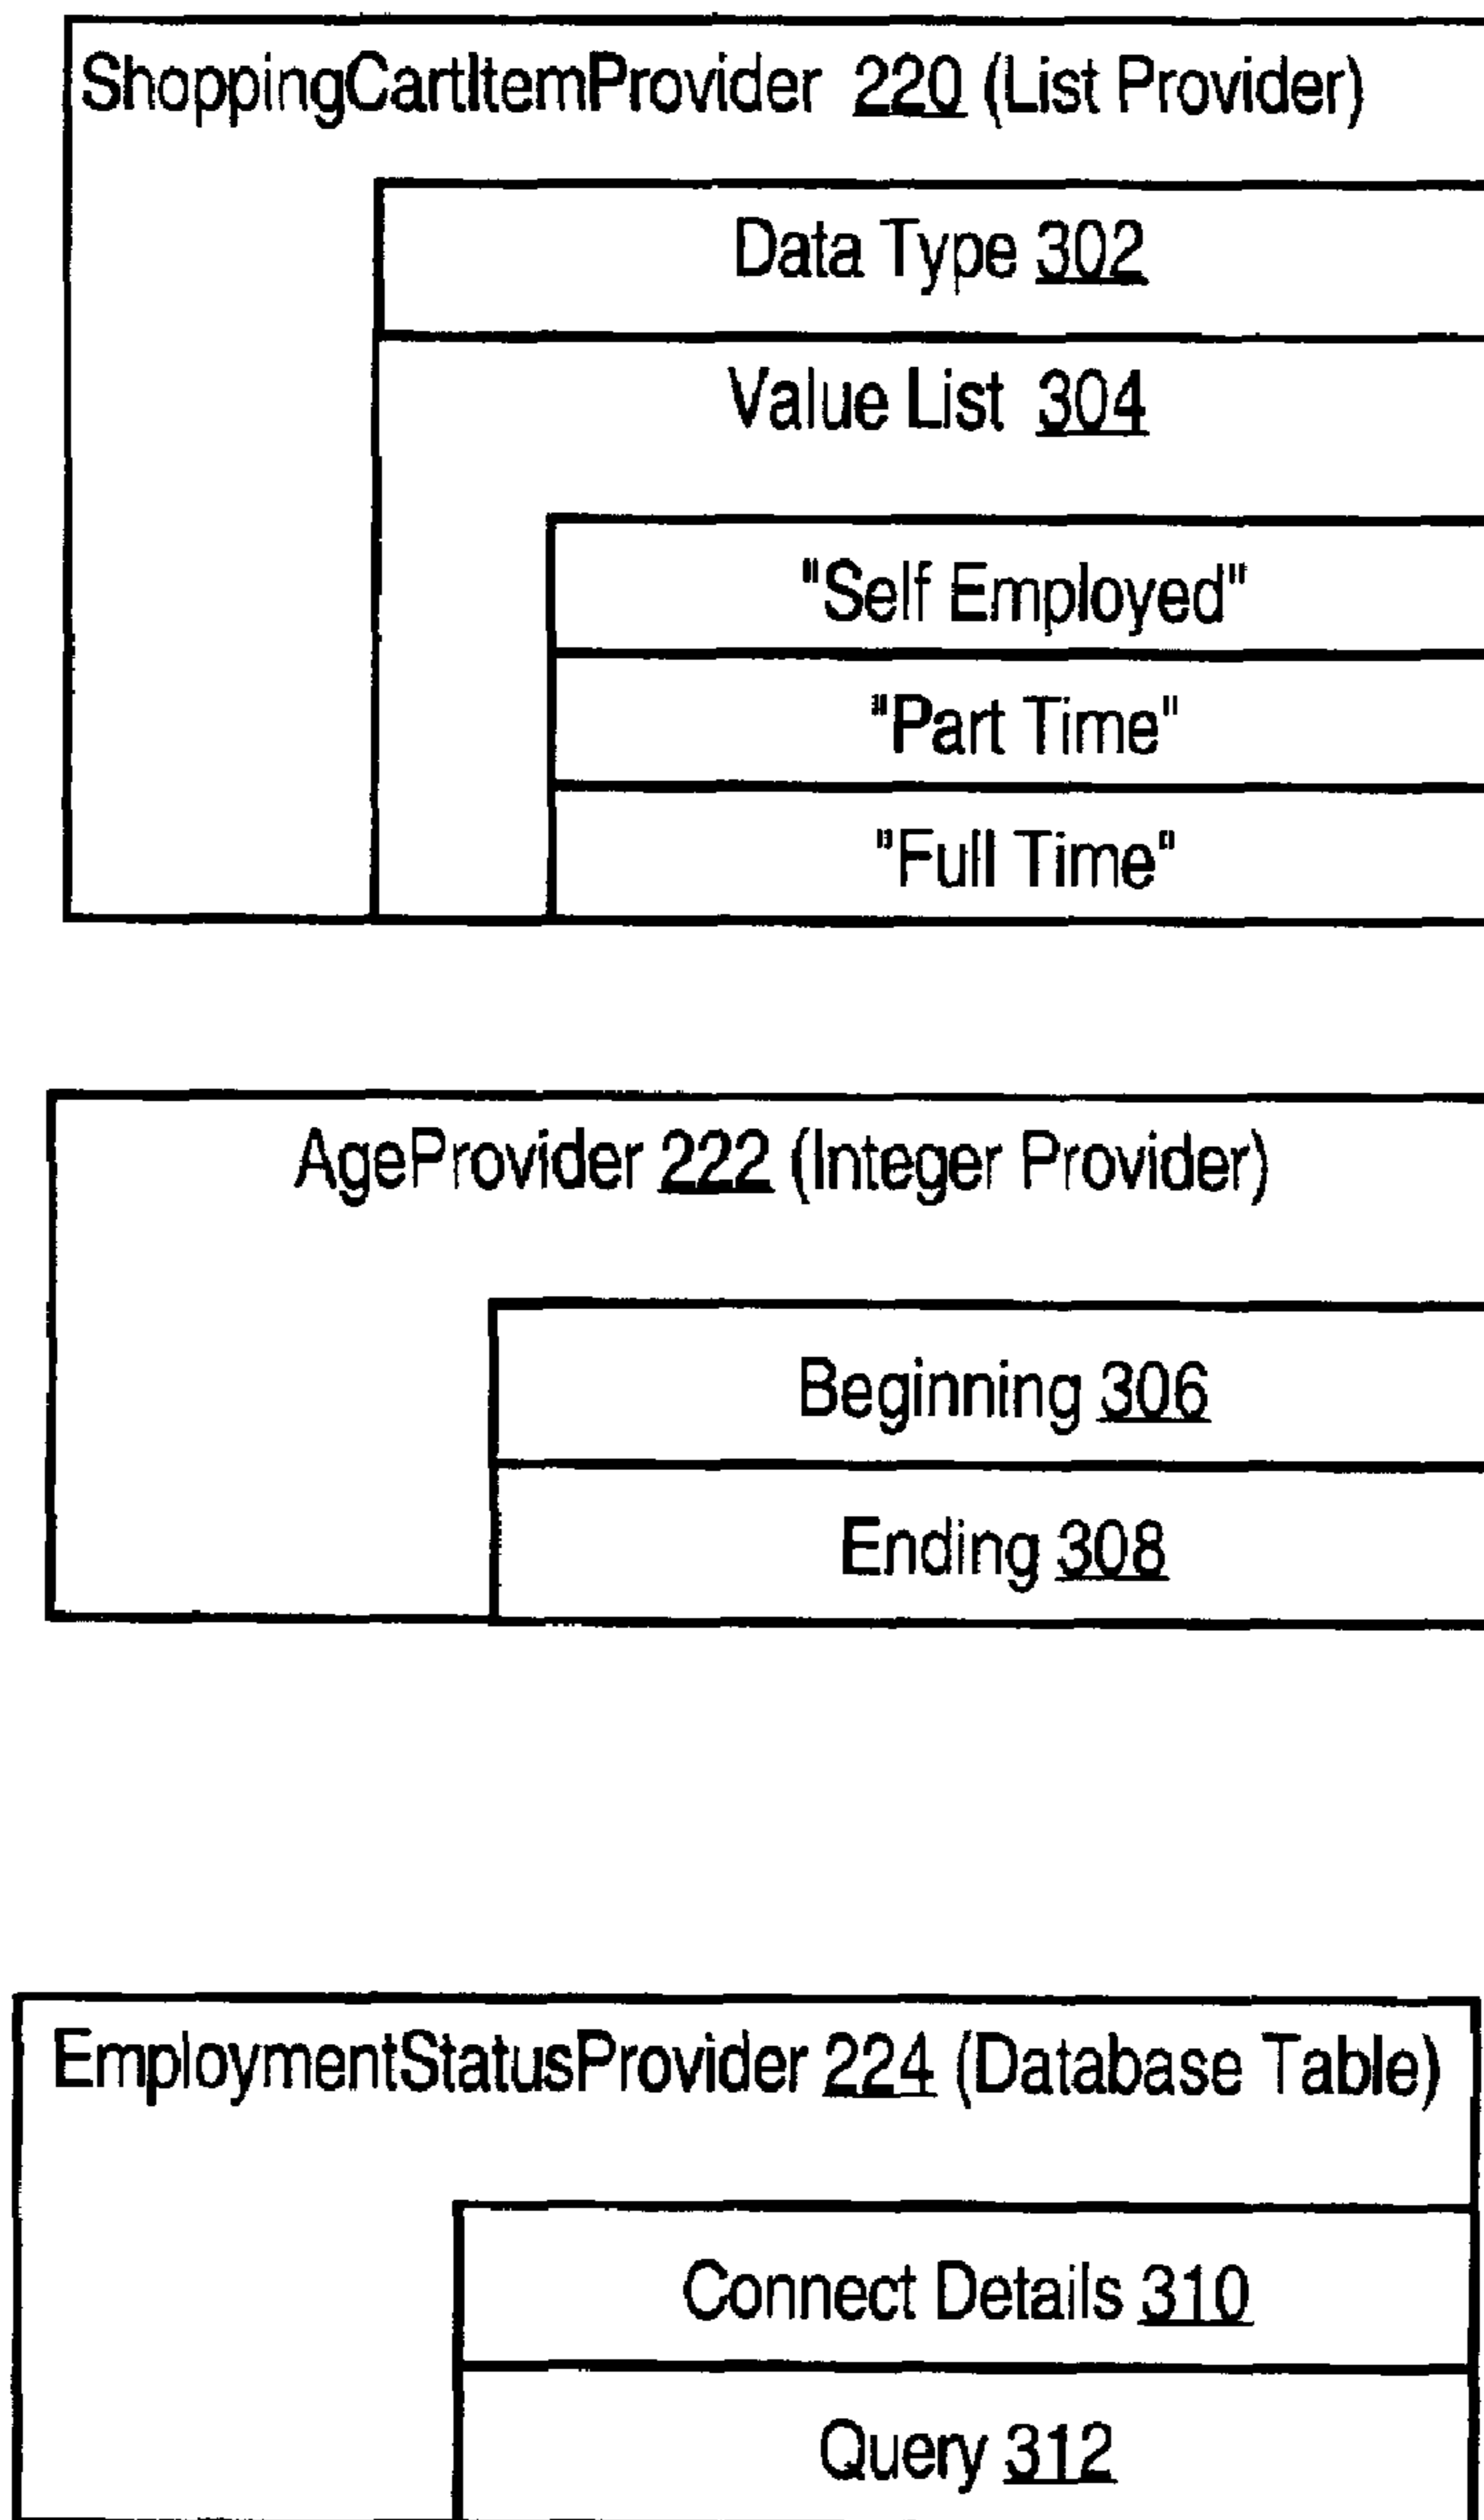 ShoppingCartItemProvider 220 (List Provider)
Data Type 302
Value List 304
"Self Employed"
"Part Time"
"Full Time"
AgeProvider 222 (Integer Provider)
Beginning 306
Ending 308
EmploymentStatusProvider 224 (Database Table)
Connect Details 310
Query 312